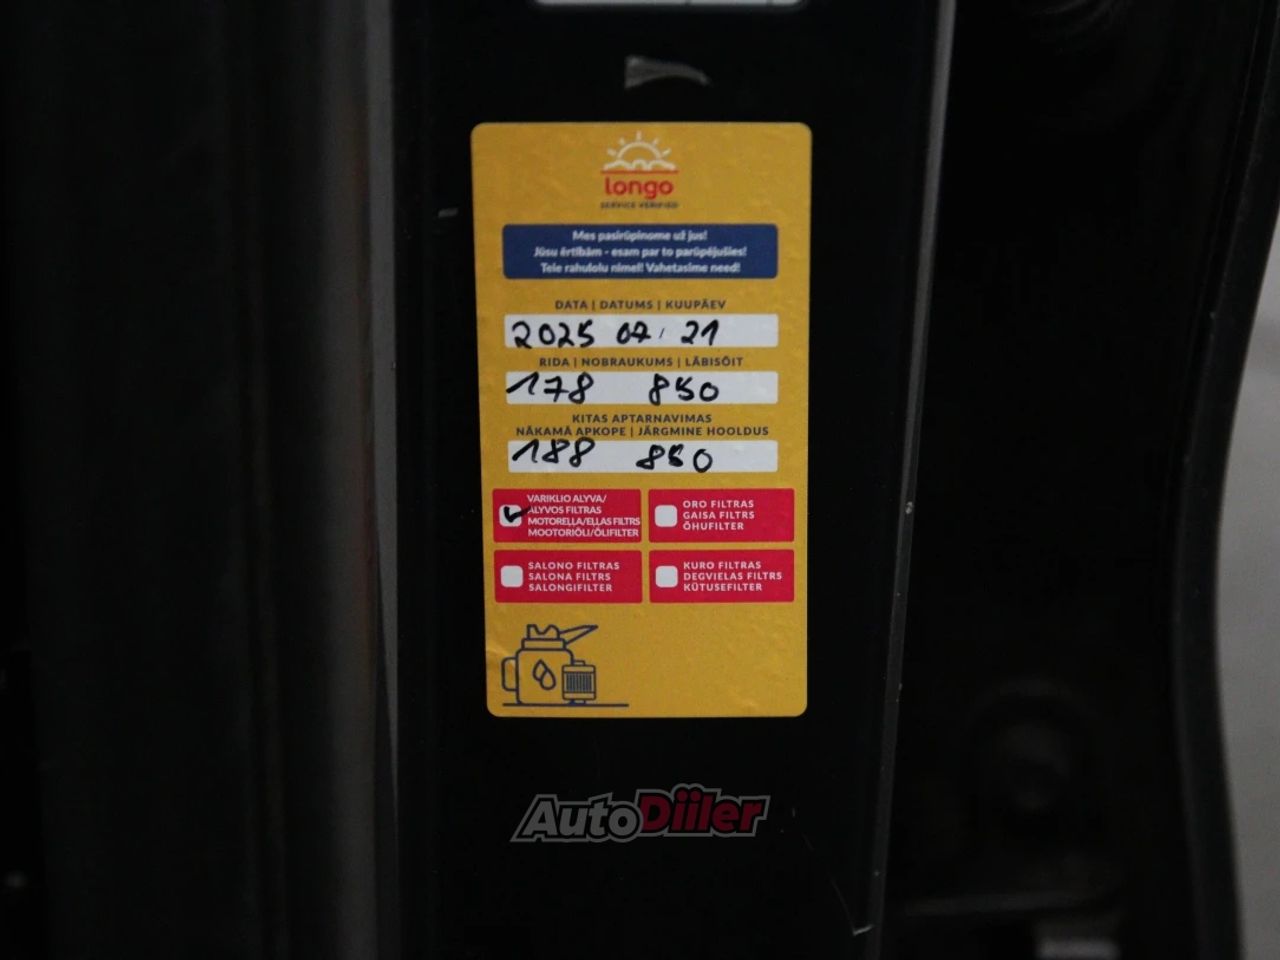 longo
SERVICE VERIFIED
Mes pasirūpinome už jus!
Jūsu ērtībām - esam par to parūpējušies!
Teie rahulolu nimel! Vahetasime need!
DATA | DATUMS | KUUPÄEV
2025 07. 21
RIDA | NOBRAUKUMS | LÄBISÕIT
178 850
KITAS APTARNAVIMAS
NĀKAMĀ APKOPE | JÄRGMINE HOOLDUS
188 850
VARIKLIO ALYVA/
ALYVOS FILTRAS
MOTOREĻĻA/EĻĻAS FILTRS
MOOTORIÕLI/ÕLIFILTER
ORO FILTRAS
GAISA FILTRS
ÕHUFILTER
SALONO FILTRAS
SALONA FILTRS
SALONGIFILTER
KURO FILTRAS
DEGVIELAS FILTRS
KÜTUSEFILTER
AutoDiiler